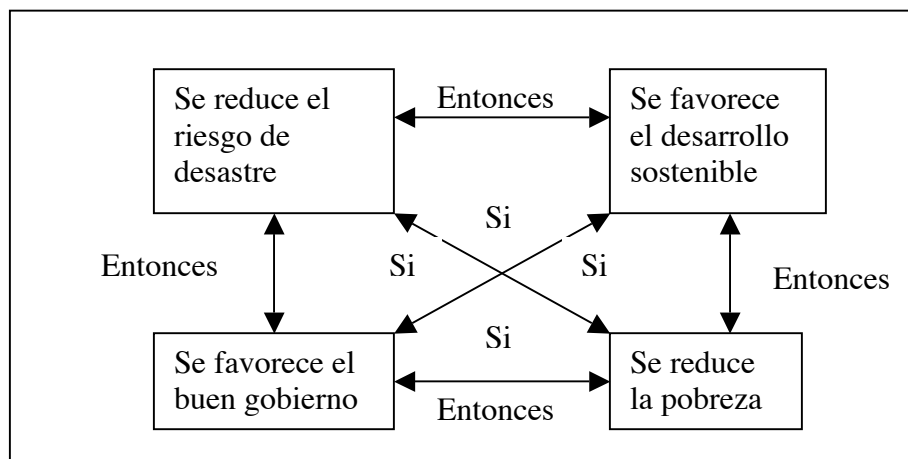 Se reduce el
riesgo de
desastre
Entonces
Se favorece
el desarrollo
sostenible
Si
Entonces
Si
Si
Entonces
Si
Se favorece el
buen gobierno
Entonces
Se reduce
la pobreza